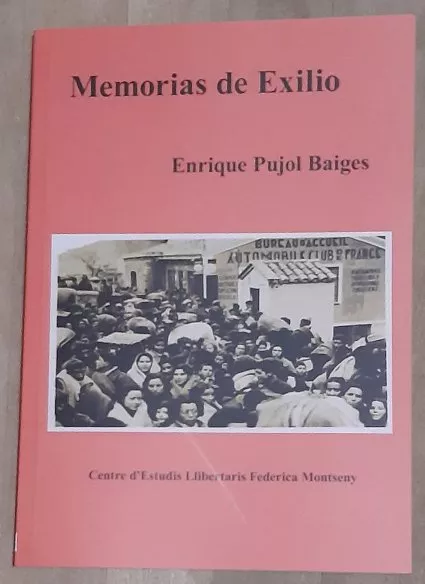 Memorias de Exilio
Enrique Pujol Baiges
BUREAU D'ACCUEIL
AUTOMOBILE CLUB DE FRANCE
Centre d'Estudis Llibertaris Federica Montseny